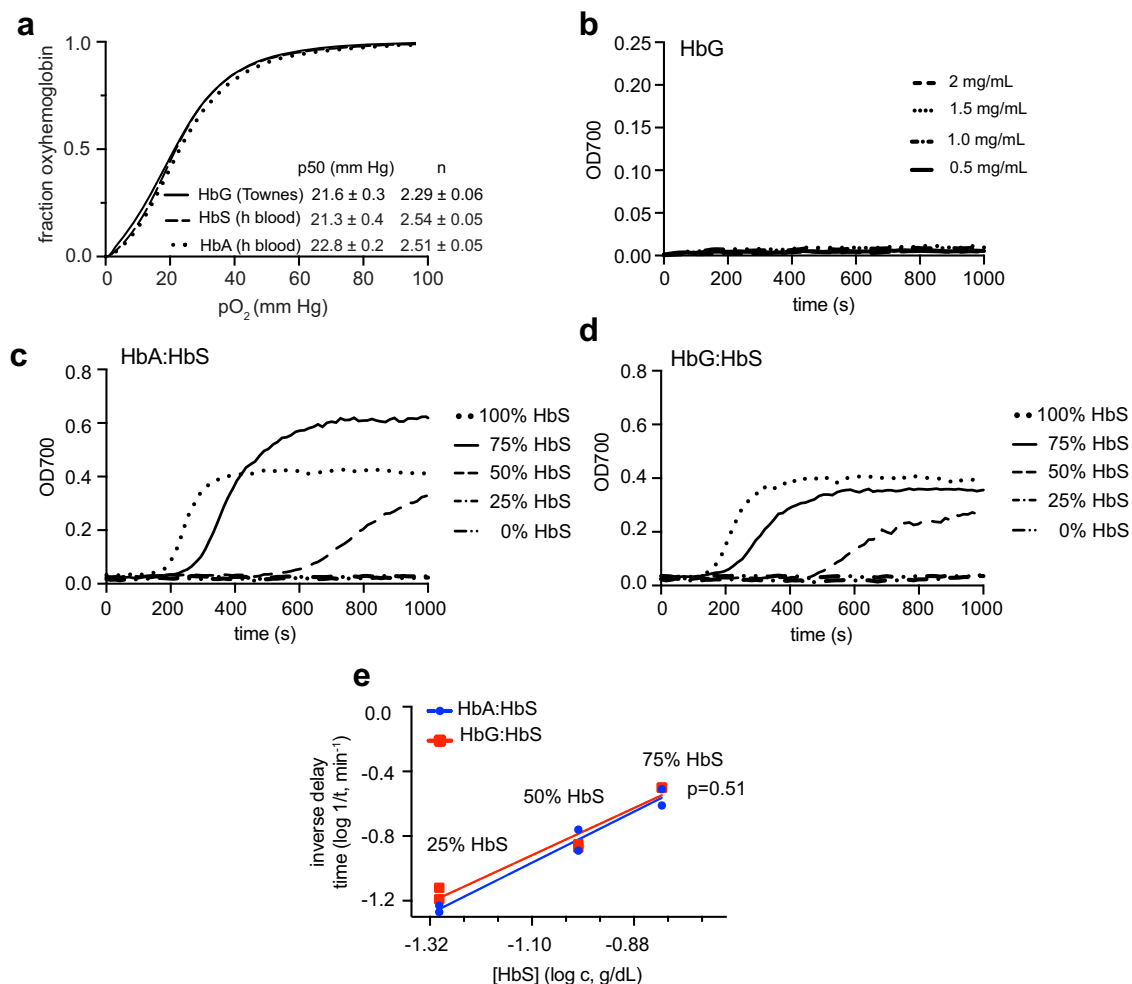 a
fraction oxyhemoglobin
1.0
0.5
0.0
p50 (mm Hg) n
HbG (Townes) 21.6 ± 0.3 2.29 ± 0.06
HbS (h blood) 21.3 ± 0.4 2.54 ± 0.05
HbA (h blood) 22.8 ± 0.2 2.51 ± 0.05
0 20 40 60 80 100
pO2 (mm Hg)
b
HbG
OD700
0.25
0.20
0.15
0.10
0.05
0.00
2 mg/mL
1.5 mg/mL
1.0 mg/mL
0.5 mg/mL
0 200 400 600 800 1000
time (s)
c
HbA:HbS
OD700
0.8
0.6
0.4
0.2
0.0
100% HbS
75% HbS
50% HbS
25% HbS
0% HbS
0 200 400 600 800 1000
time (s)
d
HbG:HbS
OD700
0.8
0.6
0.4
0.2
0.0
100% HbS
75% HbS
50% HbS
25% HbS
0% HbS
0 200 400 600 800 1000
time (s)
e
inverse delay
time (log 1/t, min⁻¹)
0.0
-0.4
-0.8
-1.2
HbA:HbS
HbG:HbS
75% HbS
p=0.51
50% HbS
25% HbS
-1.32 -1.10 -0.88
[HbS] (log c, g/dL)